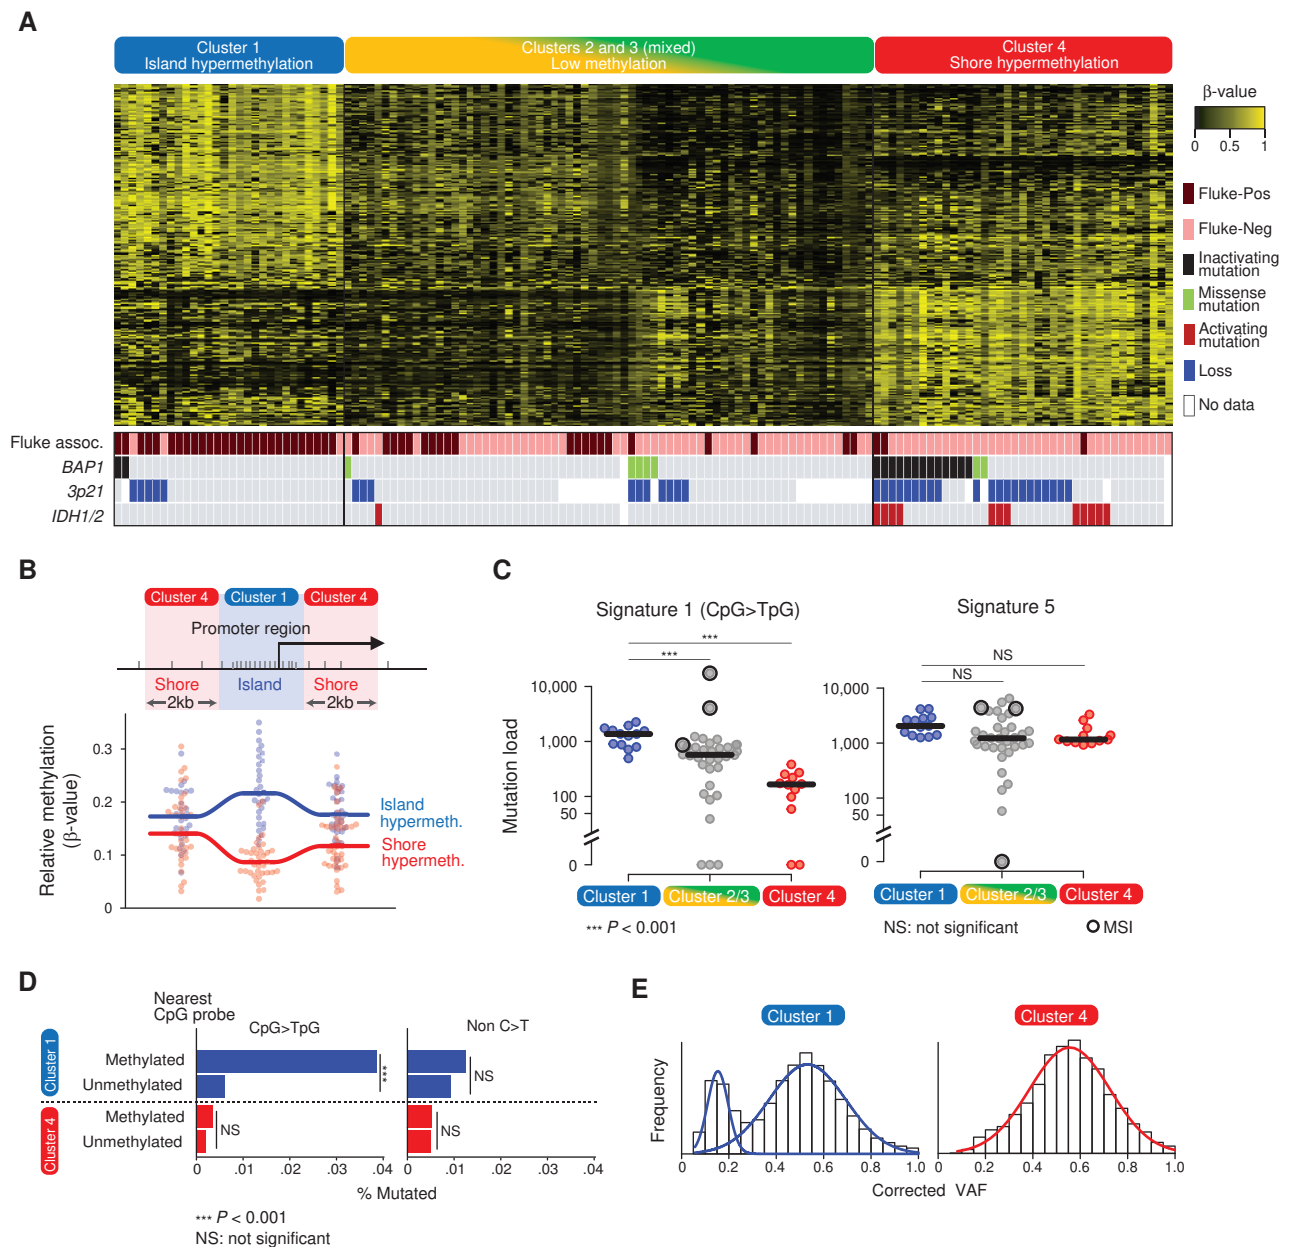 A
Cluster 1
Island hypermethylation
Clusters 2 and 3 (mixed)
Low methylation
Cluster 4
Shore hypermethylation
β-value
0 0.5 1
Fluke-Pos
Fluke-Neg
Inactivating
mutation
Missense
mutation
Activating
mutation
Loss
No data
Fluke assoc.
BAP1
3p21
IDH1/2
B
Cluster 4 Cluster 1 Cluster 4
Promoter region
Shore Island Shore
2kb 2kb
Relative methylation
(β-value)
0.3
0.2
0.1
0
Island
hypermeth.
Shore
hypermeth.
C
Signature 1 (CpG>TpG)
***
***
Mutation load
10,000
1,000
100
50
0
Cluster 1 Cluster 2/3 Cluster 4
*** P < 0.001
Signature 5
NS
NS
10,000
1,000
100
50
0
Cluster 1 Cluster 2/3 Cluster 4
NS: not significant
MSI
D
Nearest
CpG probe
CpG>TpG
Non C>T
Cluster 1
Methylated
Unmethylated
***
NS
Cluster 4
Methylated
Unmethylated
NS
NS
0 .01 .02 .03 .04
0 .01 .02 .03 .04
% Mutated
*** P < 0.001
NS: not significant
E
Cluster 1
Cluster 4
Frequency
0 0.2 0.4 0.6 0.8 1.0
0 0.2 0.4 0.6 0.8 1.0
Corrected VAF